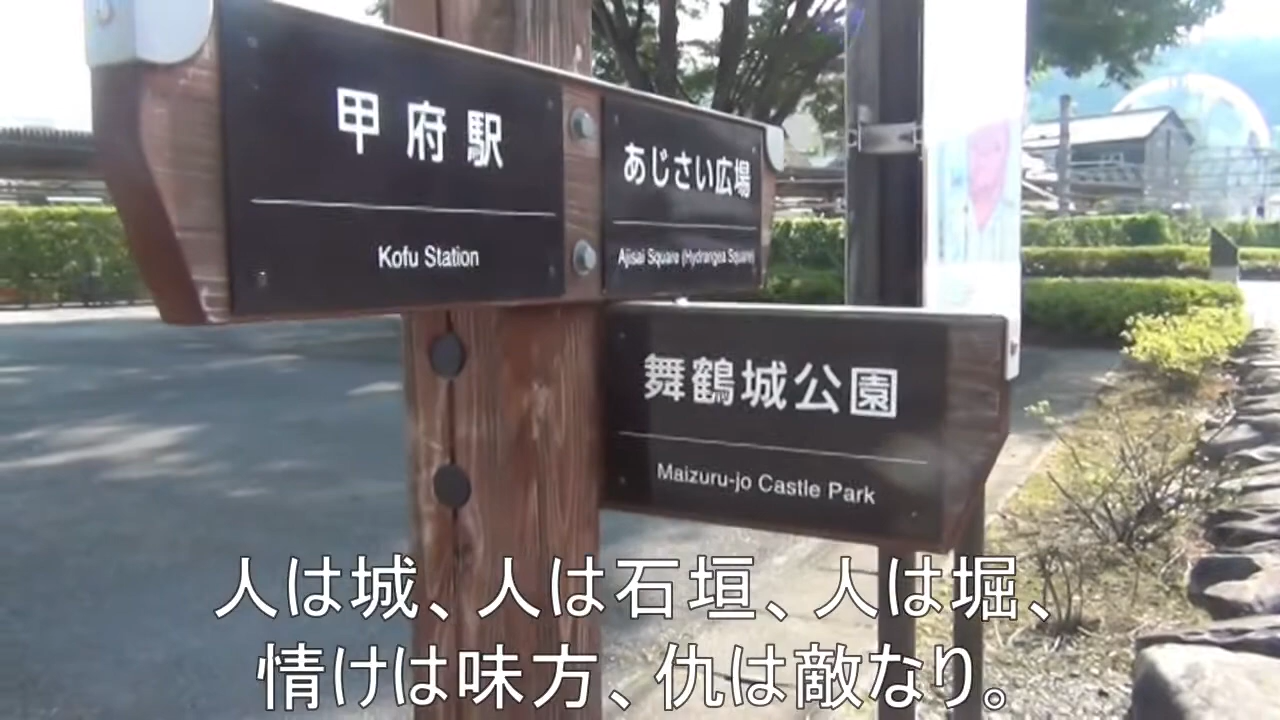 甲府駅
Kofu Station
あじさい広場
Ajisai Square (Hydrangea Square)
舞鶴城公園
Maizuru-jo Castle Park
人は城、人は石垣、人は堀、
情けは味方、仇は敵なり。